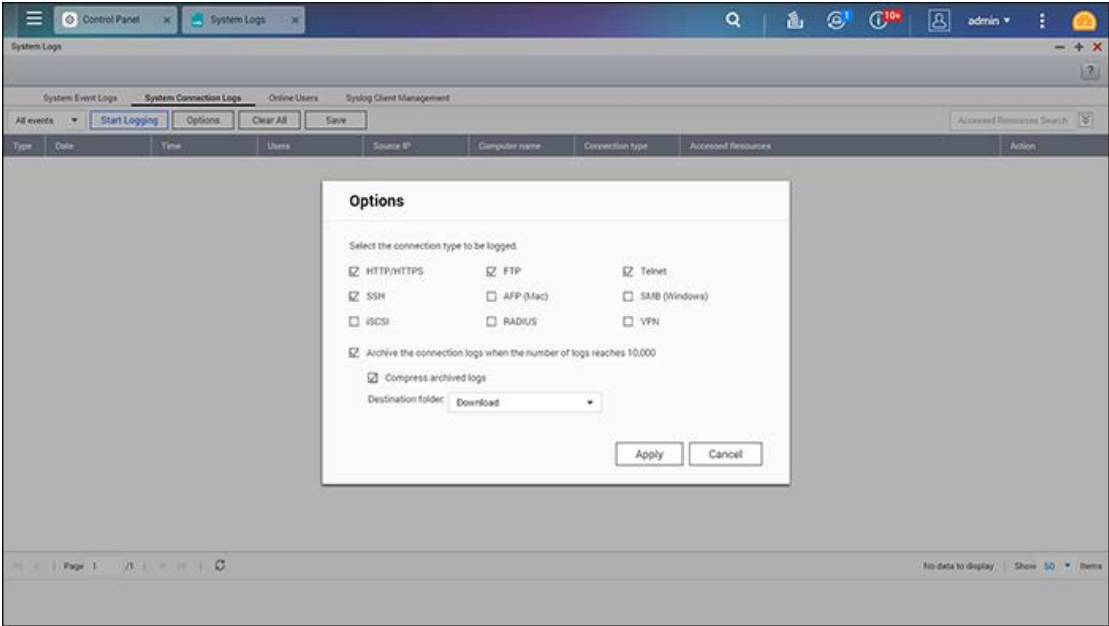 Control Panel × System Logs × 1 10+ admin
System Logs
?
System Event Logs System Connection Logs Online Users Syslog Client Management
All events Start Logging Options Clear All Save Accessed Resources Search
Type Date Time Users Source IP Computer name Connection type Accessed Resources Action
Options
Select the connection type to be logged.
HTTP/HTTPS FTP Telnet
SSH AFP (Mac) SMB (Windows)
iSCSI RADIUS VPN
Archive the connection logs when the number of logs reaches 10,000
Compress archived logs
Destination folder: Download
Apply Cancel
Page 1 /1 No data to display Show 50 Items